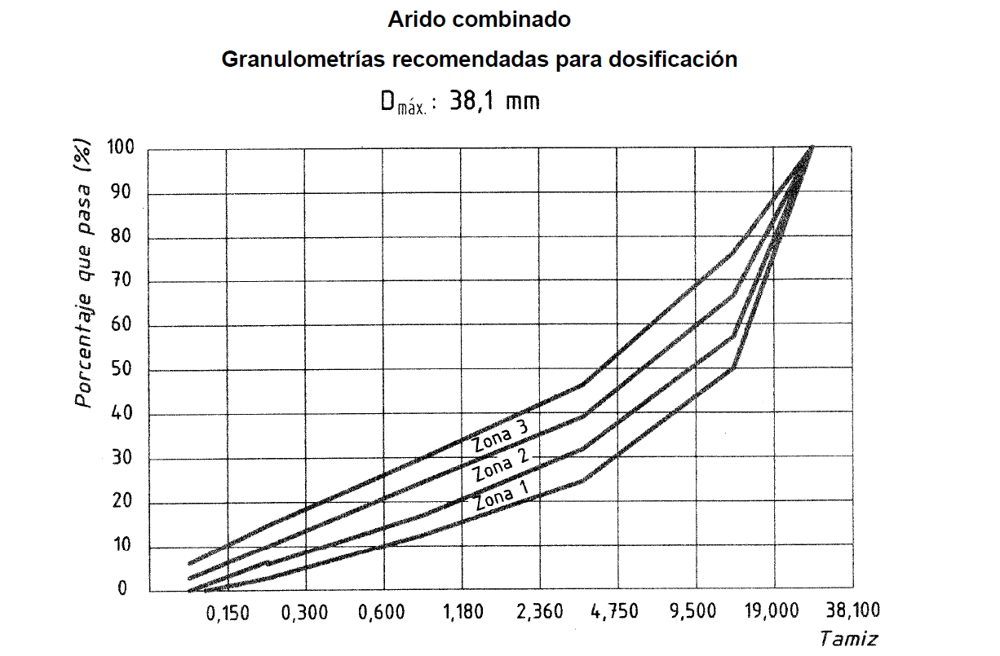 Arido combinado
Granulometrías recomendadas para dosificación
Dmáx.: 38,1 mm
Porcentaje que pasa (%)
100
90
80
70
60
50
40
30
20
10
0
Zona 3
Zona 2
Zona 1
0,150 0,300 0,600 1,180 2,360 4,750 9,500 19,000 38,100
Tamiz